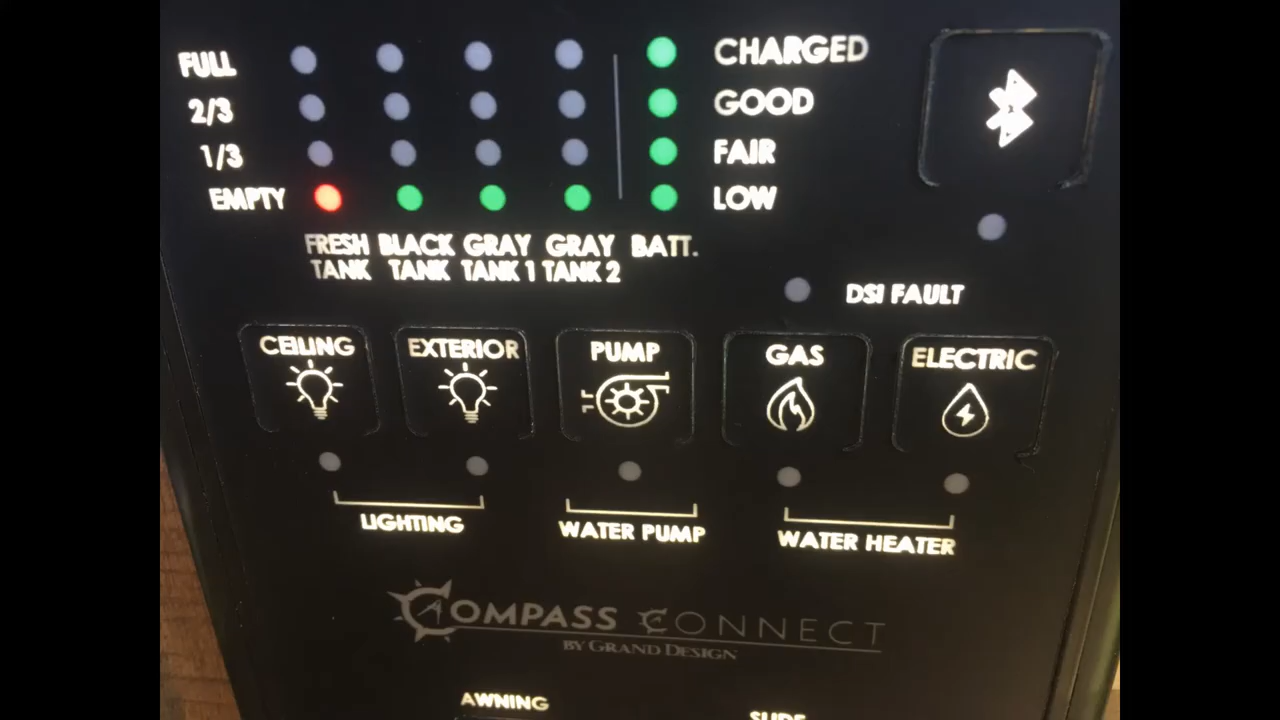 FULL CHARGED
2/3 GOOD
1/3 FAIR
EMPTY LOW
FRESH TANK BLACK TANK GRAY TANK 1 GRAY TANK 2 BATT.
DSI FAULT
CEILING EXTERIOR PUMP GAS ELECTRIC
LIGHTING WATER PUMP WATER HEATER
COMPASS CONNECT
BY GRAND DESIGN
AWNING SLIDE